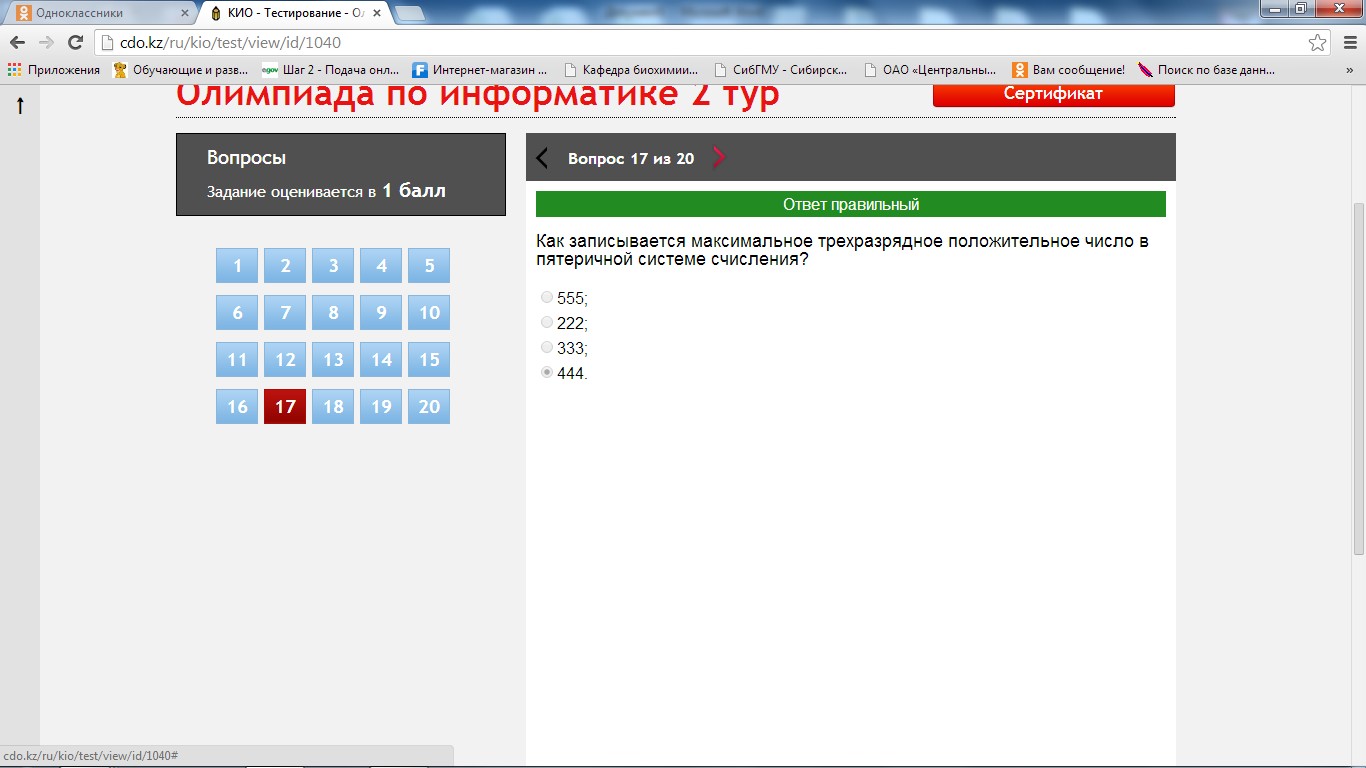 Одноклассники
КИО - Тестирование - Ол
cdo.kz/ru/kio/test/view/id/1040
Приложения
Обучающие и разв...
Шаг 2 - Подача онл...
Интернет-магазин ...
Кафедра биохимии...
СибГМУ - Сибирск...
ОАО «Центральны...
Вам сообщение!
Поиск по базе данн...
»
Олимпиада по информатике 2 тур
Сертификат
Вопросы
Задание оценивается в 1 балл
1 2 3 4 5
6 7 8 9 10
11 12 13 14 15
16 17 18 19 20
Вопрос 17 из 20
Ответ правильный
Как записывается максимальное трехразрядное положительное число в
пятеричной системе счисления?
555;
222;
333;
444.
cdo.kz/ru/kio/test/view/id/1040#